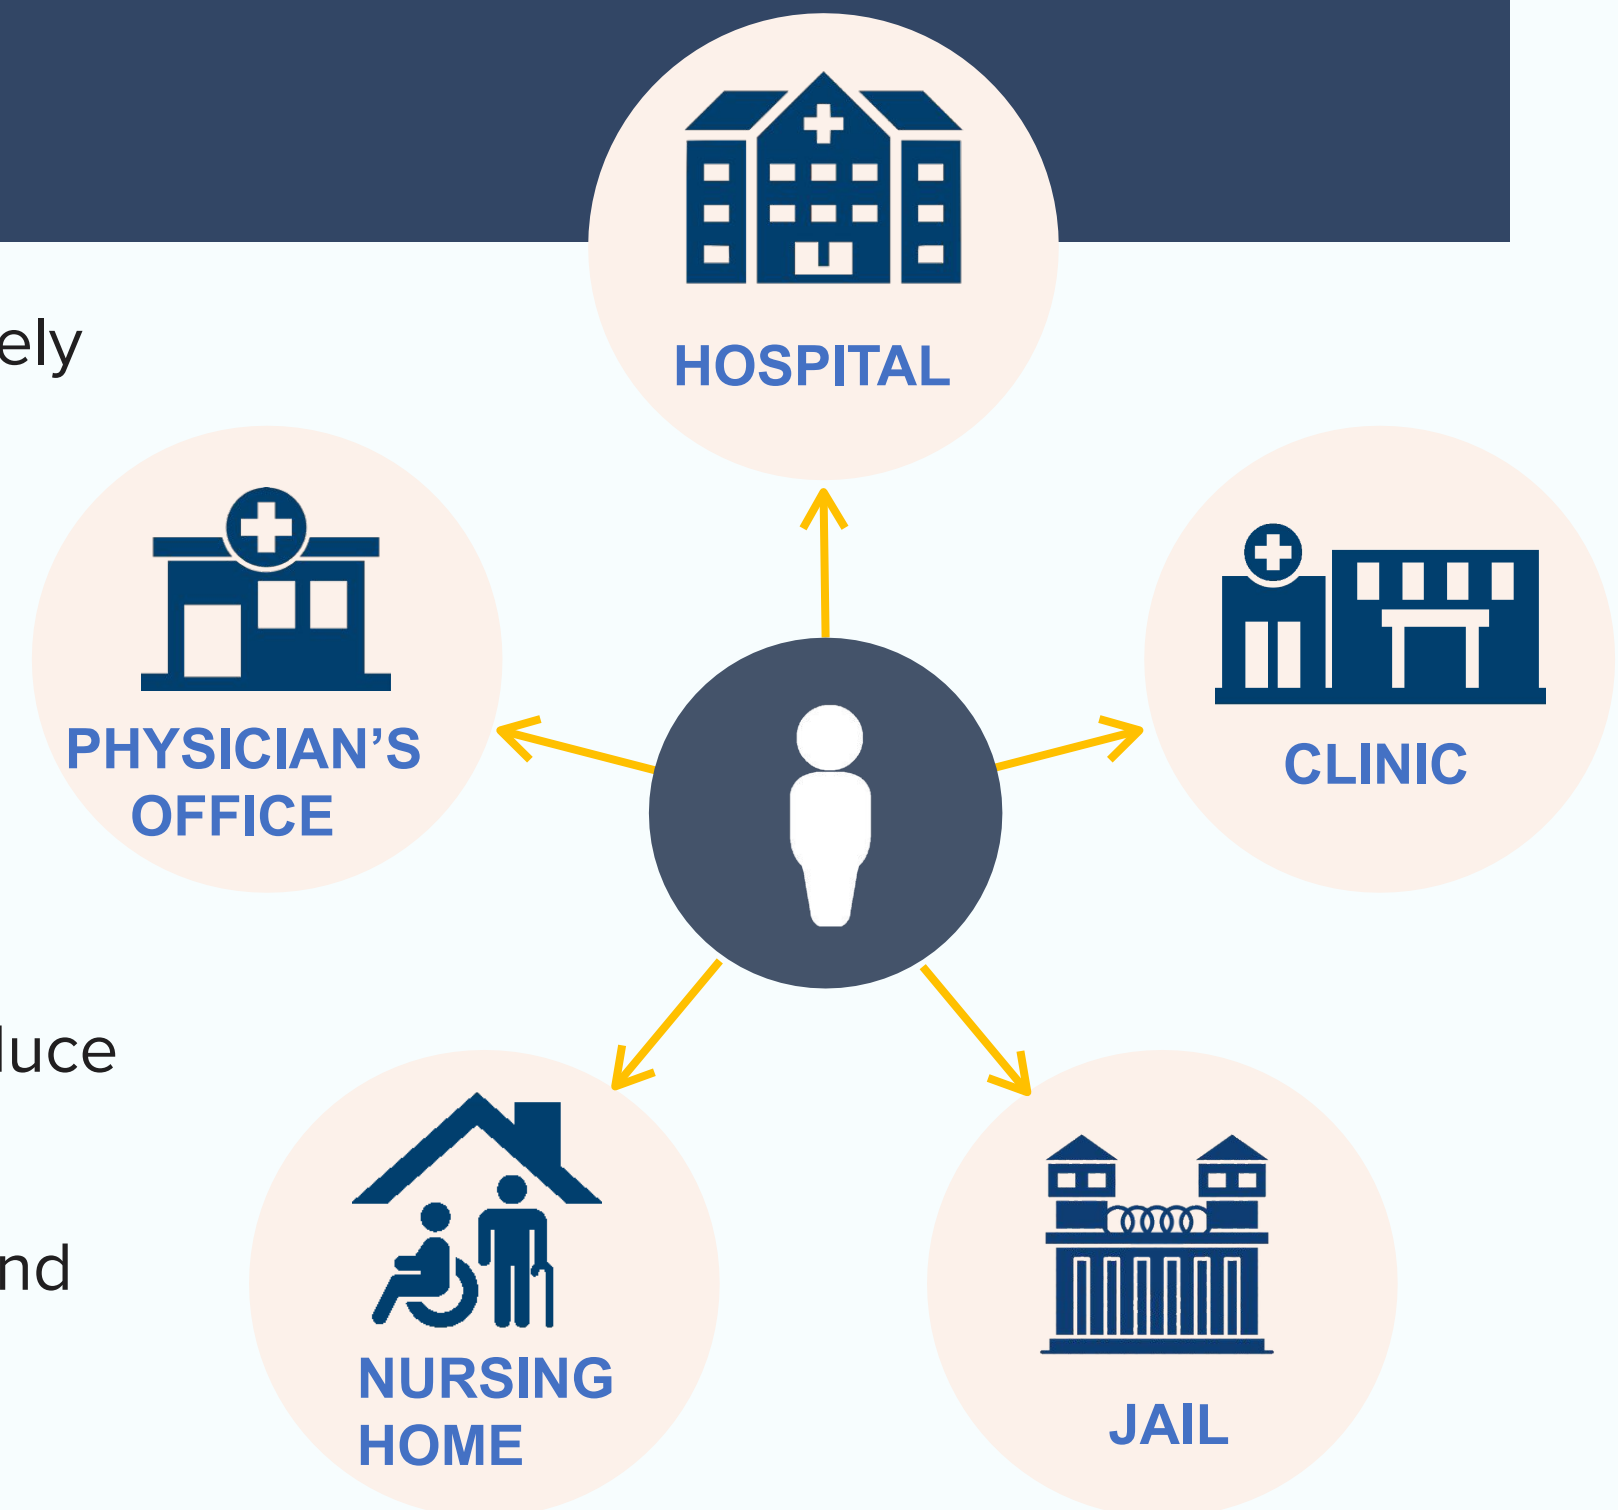 ely
HOSPITAL
PHYSICIAN’S
OFFICE
CLINIC
luce
nd
NURSING
HOME
JAIL